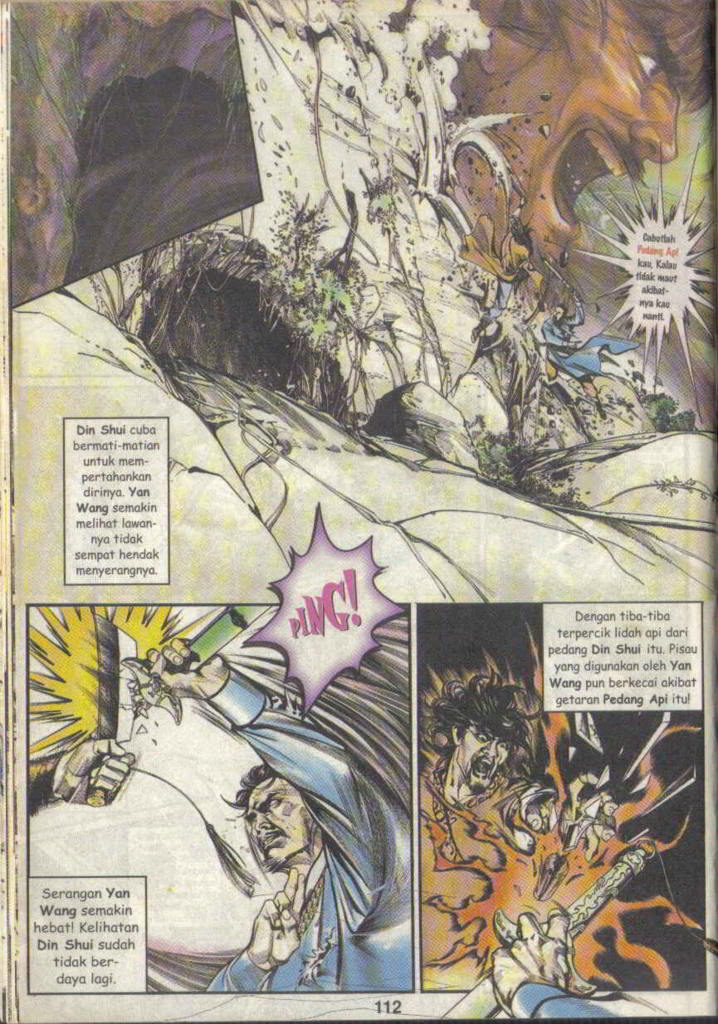 Cabutlah
Pedang Api
kau, Kalau
tidak maut
akibat-
nya kau
nanti.
Din Shui cuba
bermati-matian
untuk mem-
pertahankan
dirinya. Yan
Wang semakin
melihat lawan-
nya tidak
sempat hendak
menyerangnya.
PING!
Serangan Yan
Wang semakin
hebat! Kelihatan
Din Shui sudah
tidak ber-
daya lagi.
Dengan tiba-tiba
terpercik lidah api dari
pedang Din Shui itu. Pisau
yang digunakan oleh Yan
Wang pun berkecai akibat
getaran Pedang Api itu!
112